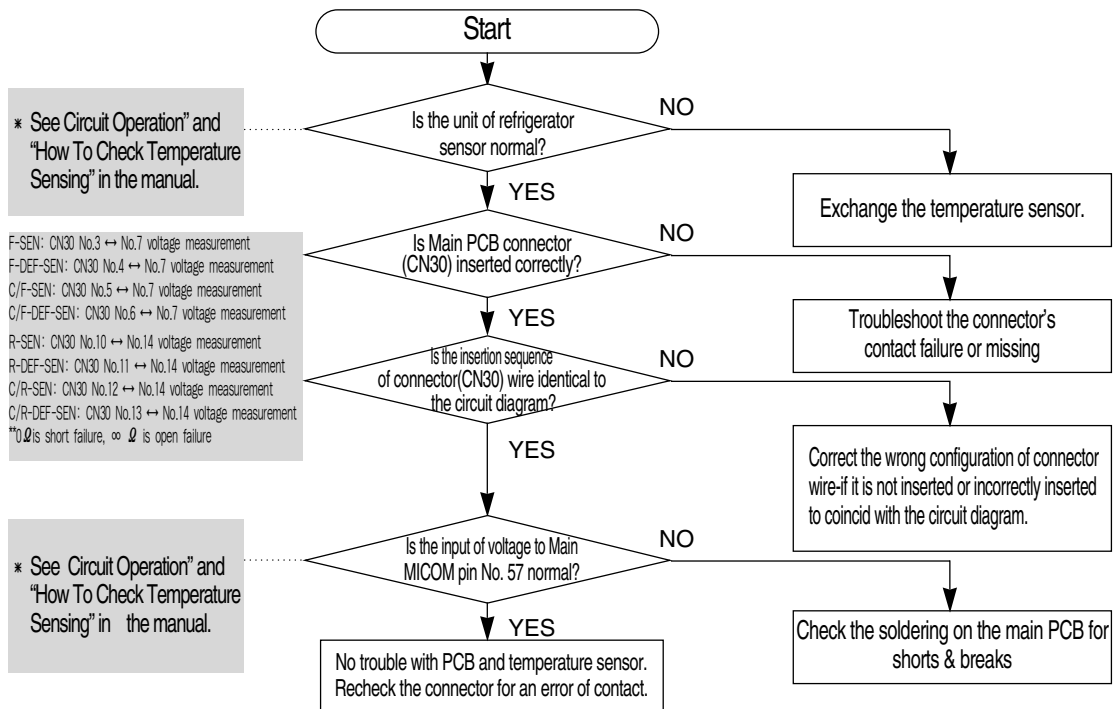 Start
* See Circuit Operation” and
“How To Check Temperature
Sensing” in the manual.
Is the unit of refrigerator
sensor normal?
NO
Exchange the temperature sensor.
YES
F-SEN: CN30 No.3 ↔ No.7 voltage measurement
F-DEF-SEN: CN30 No.4 ↔ No.7 voltage measurement
C/F-SEN: CN30 No.5 ↔ No.7 voltage measurement
C/F-DEF-SEN: CN30 No.6 ↔ No.7 voltage measurement
R-SEN: CN30 No.10 ↔ No.14 voltage measurement
R-DEF-SEN: CN30 No.11 ↔ No.14 voltage measurement
C/R-SEN: CN30 No.12 ↔ No.14 voltage measurement
C/R-DEF-SEN: CN30 No.13 ↔ No.14 voltage measurement
**0Ωis short failure, ∞ Ω is open failure
Is Main PCB connector
(CN30) inserted correctly?
NO
Troubleshoot the connector's
contact failure or missing
YES
Is the insertion sequence
of connector(CN30) wire identical to
the circuit diagram?
NO
Correct the wrong configuration of connector
wire-if it is not inserted or incorrectly inserted
to coincid with the circuit diagram.
YES
* See Circuit Operation” and
“How To Check Temperature
Sensing” in the manual.
Is the input of voltage to Main
MICOM pin No. 57 normal?
NO
Check the soldering on the main PCB for
shorts & breaks
YES
No trouble with PCB and temperature sensor.
Recheck the connector for an error of contact.